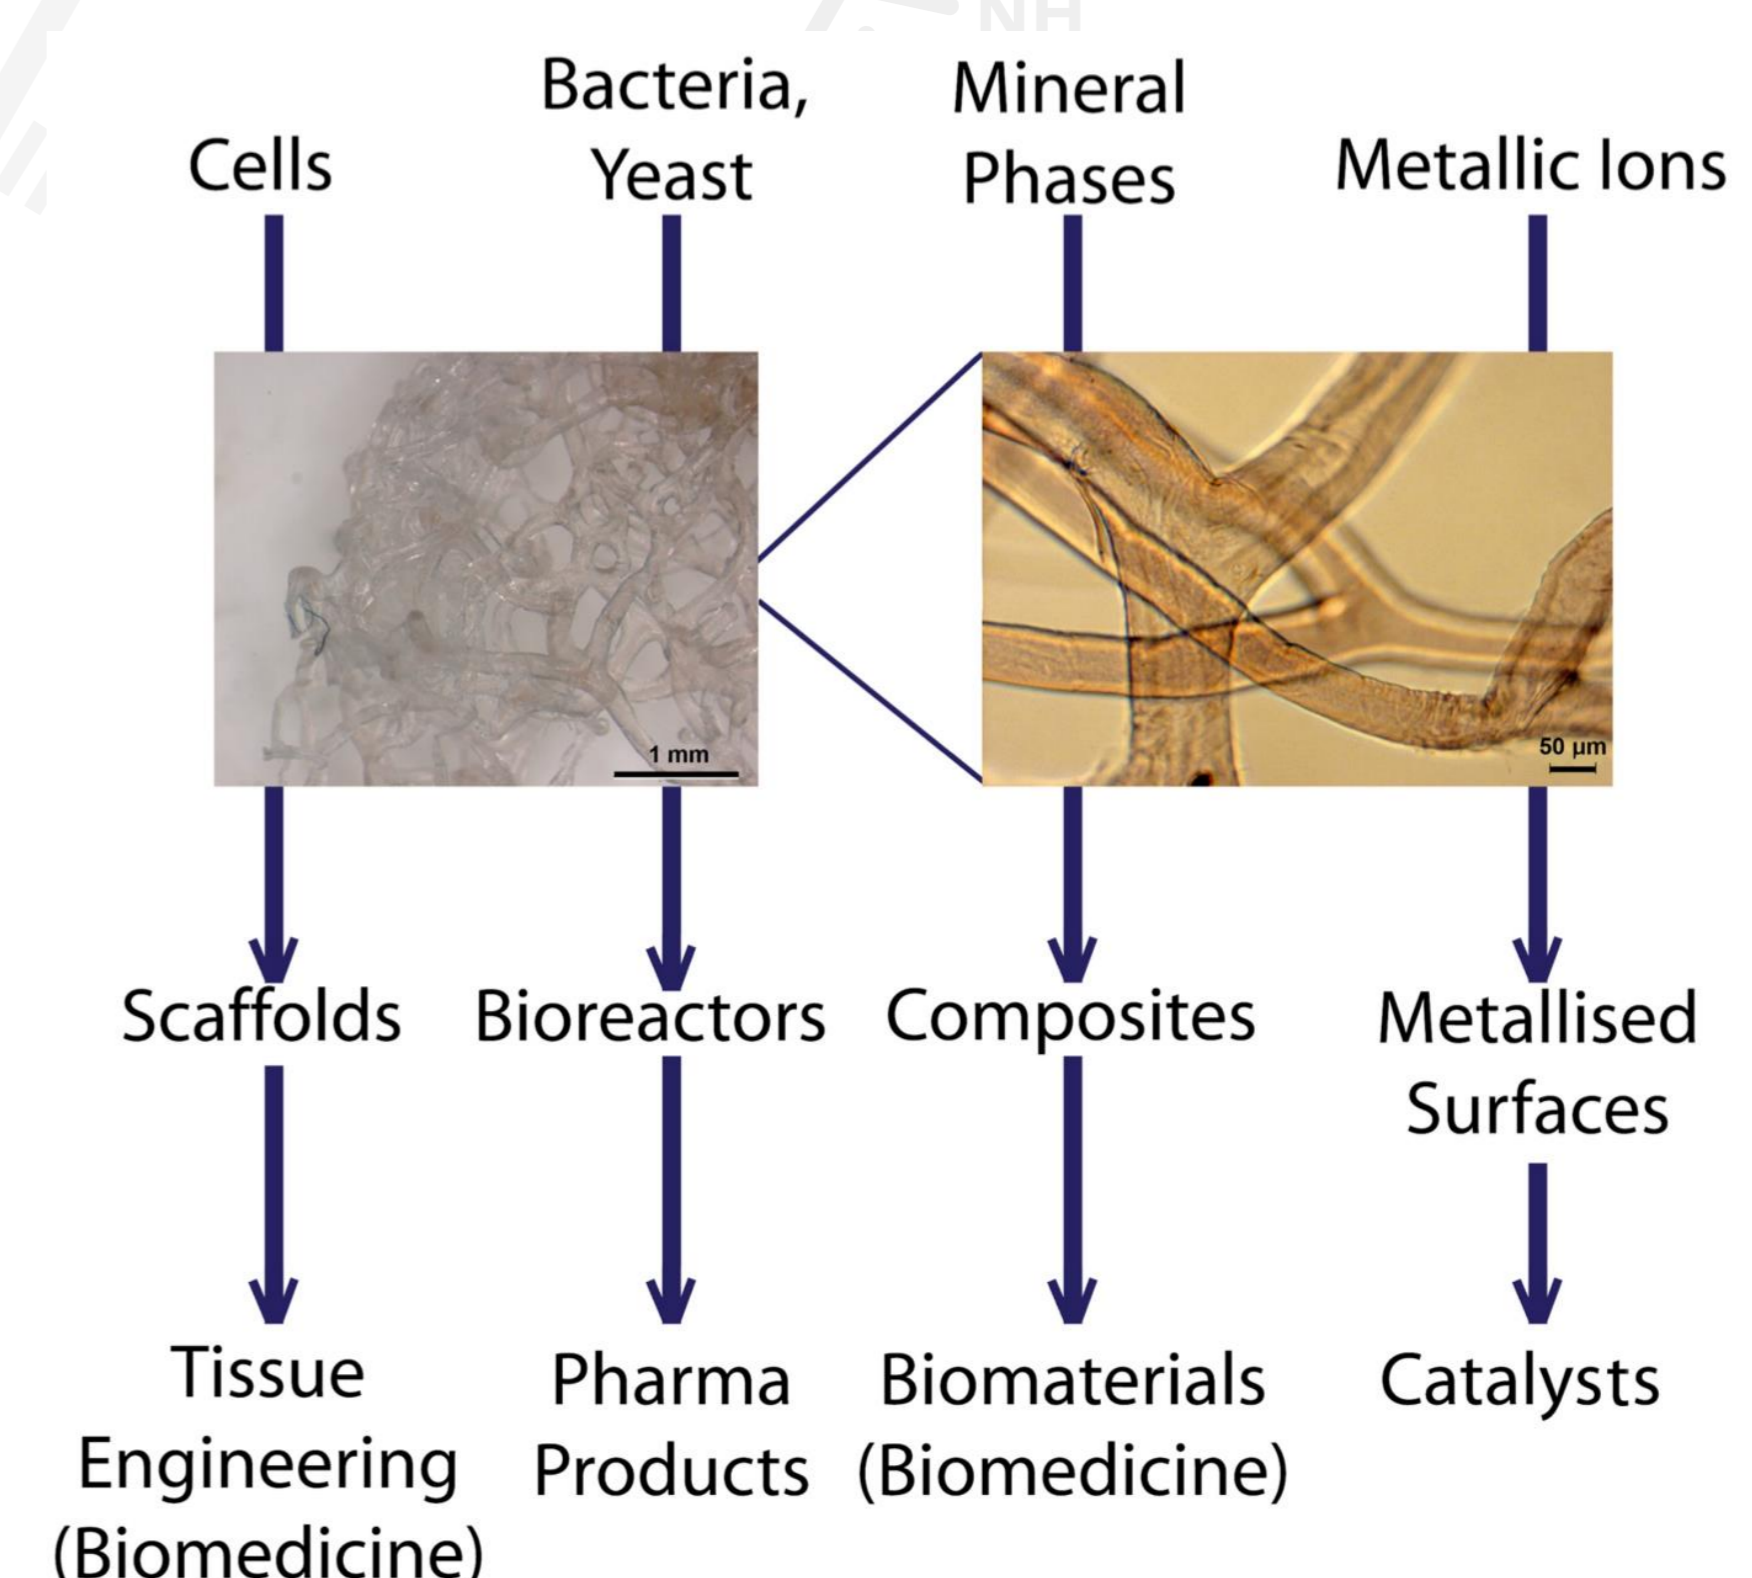 NH
Cells
Bacteria,
Yeast
Mineral
Phases
Metallic Ions
1 mm
50 µm
Scaffolds
Bioreactors
Composites
Metallised
Surfaces
Tissue
Engineering
(Biomedicine)
Pharma
Products
Biomaterials
(Biomedicine)
Catalysts